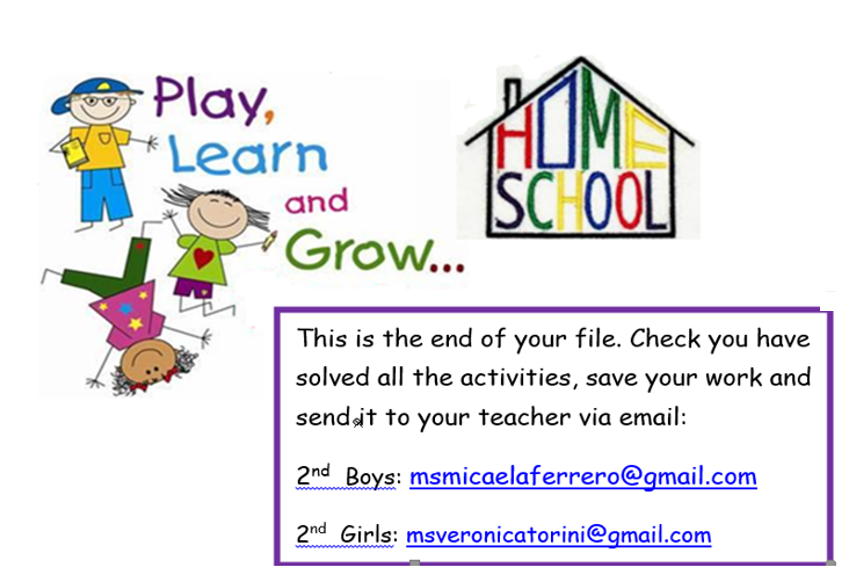 Play,
Learn
and
Grow...
HOME
SCHOOL
This is the end of your file. Check you have
solved all the activities, save your work and
send it to your teacher via email:
2nd Boys: msmicaelaferrero@gmail.com
2nd Girls: msveronicatorini@gmail.com